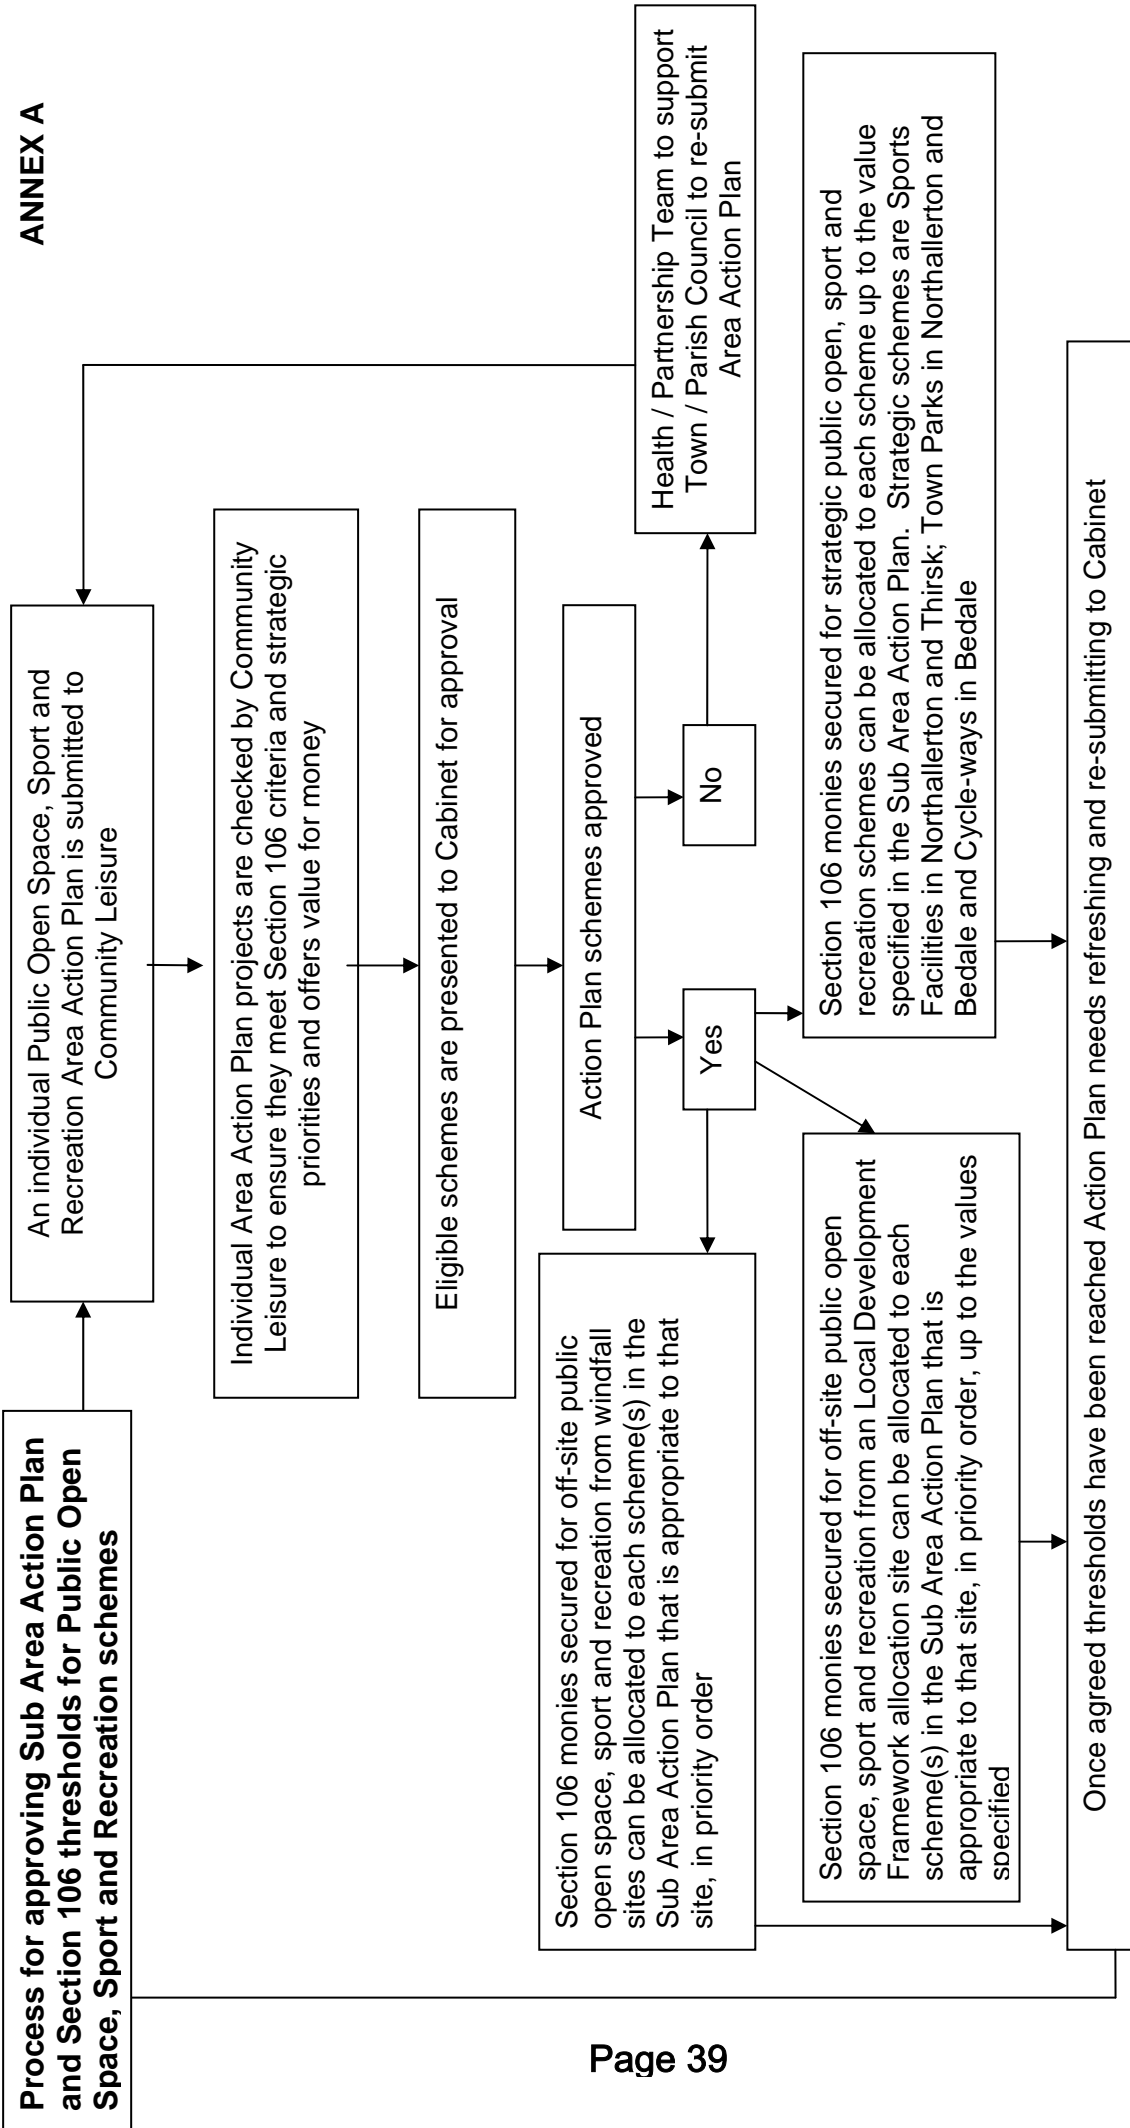 ANNEX A
Process for approving Sub Area Action Plan
and Section 106 thresholds for Public Open
Space, Sport and Recreation schemes
An individual Public Open Space, Sport and
Recreation Area Action Plan is submitted to
Community Leisure
Individual Area Action Plan projects are checked by Community
Leisure to ensure they meet Section 106 criteria and strategic
priorities and offers value for money
Eligible schemes are presented to Cabinet for approval
Action Plan schemes approved
Yes
No
Health / Partnership Team to support
Town / Parish Council to re-submit
Area Action Plan
Section 106 monies secured for off-site public
open space, sport and recreation from windfall
sites can be allocated to each scheme(s) in the
Sub Area Action Plan that is appropriate to that
site, in priority order
Section 106 monies secured for off-site public open
space, sport and recreation from an Local Development
Framework allocation site can be allocated to each
scheme(s) in the Sub Area Action Plan that is
appropriate to that site, in priority order, up to the values
specified
Section 106 monies secured for strategic public open, sport and
recreation schemes can be allocated to each scheme up to the value
specified in the Sub Area Action Plan.  Strategic schemes are Sports
Facilities in Northallerton and Thirsk; Town Parks in Northallerton and
Bedale and Cycle-ways in Bedale
Once agreed thresholds have been reached Action Plan needs refreshing and re-submitting to Cabinet
Page 39